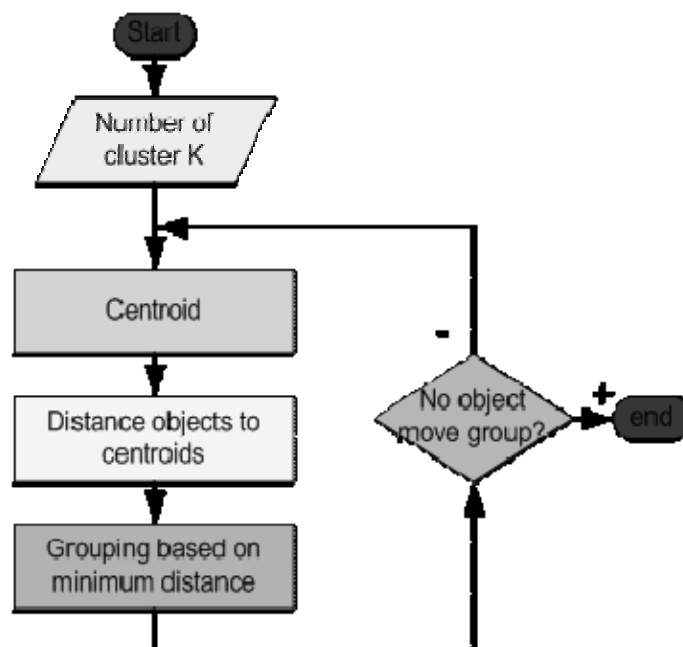 Start
Number of
cluster K
Centroid
Distance objects to
centroids
Grouping based on
minimum distance
-
No object
move group?
+
end